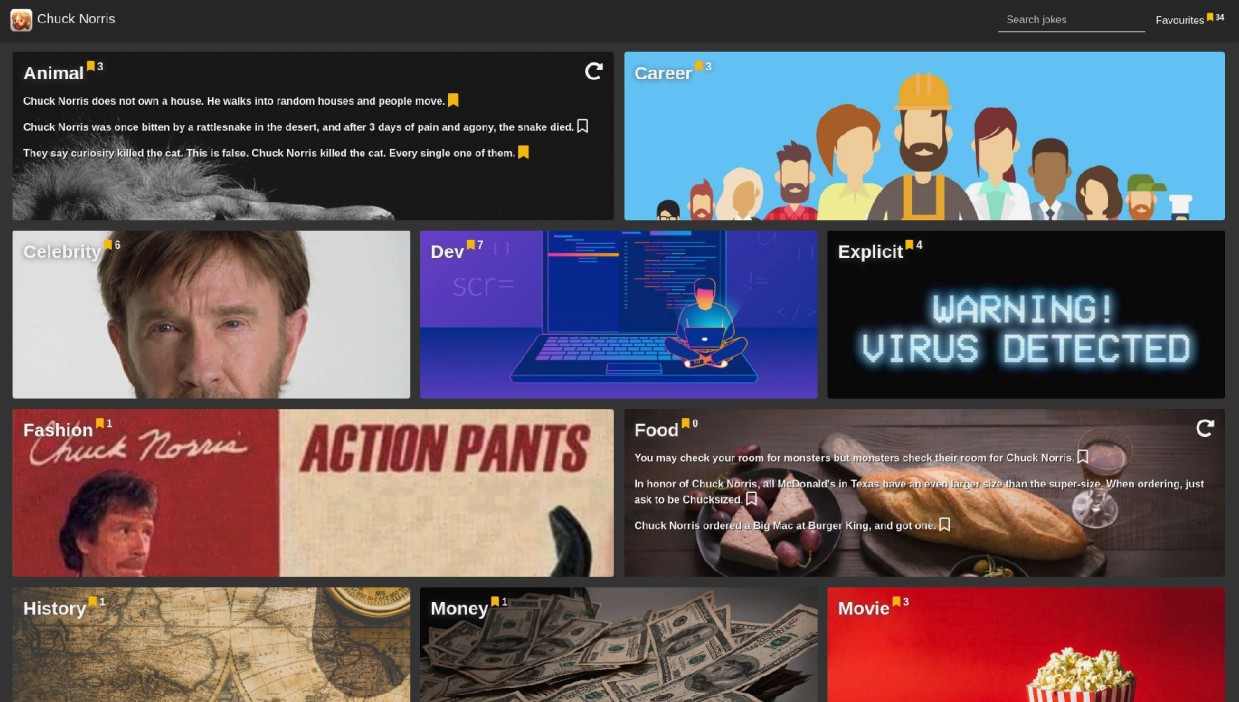 Chuck Norris
Search jokes
Favourites 34
Animal 3
Chuck Norris does not own a house. He walks into random houses and people move.
Chuck Norris was once bitten by a rattlesnake in the desert, and after 3 days of pain and agony, the snake died.
They say curiosity killed the cat. This is false. Chuck Norris killed the cat. Every single one of them.
Career 3
Celebrity 6
Dev 7
{ }
scr=
!=
</>
Explicit 4
WARNING!
VIRUS DETECTED
Fashion 1
Chuck Norris
ACTION PANTS
Food 0
You may check your room for monsters but monsters check their room for Chuck Norris.
In honor of Chuck Norris, all McDonald's in Texas have an even larger size than the super-size. When ordering, just
ask to be Chucksized.
Chuck Norris ordered a Big Mac at Burger King, and got one.
History 1
Money 1
Movie 3